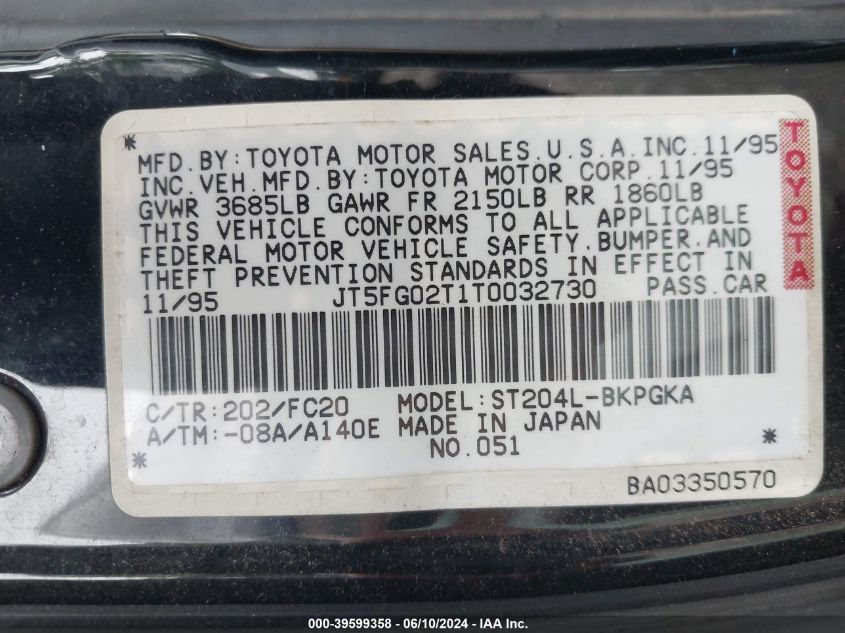 MFD. BY: TOYOTA MOTOR SALES. U. S. A. INC. 11/95
INC. VEH. MFD. BY: TOYOTA MOTOR CORP. 11/95
GVWR 3685LB GAWR FR 2150LB RR 1860LB
THIS VEHICLE CONFORMS TO ALL APPLICABLE
FEDERAL MOTOR VEHICLE SAFETY. BUMPER. AND
THEFT PREVENTION STANDARDS IN EFFECT IN
11/95 JT5FG02T1T0032730 PASS. CAR
TOYOTA
C/TR: 202/FC20 MODEL: ST204L-BKPGKA
A/TM: -08A/A140E MADE IN JAPAN
NO. 051
BA03350570
000-39599358 - 06/10/2024 - IAA Inc.